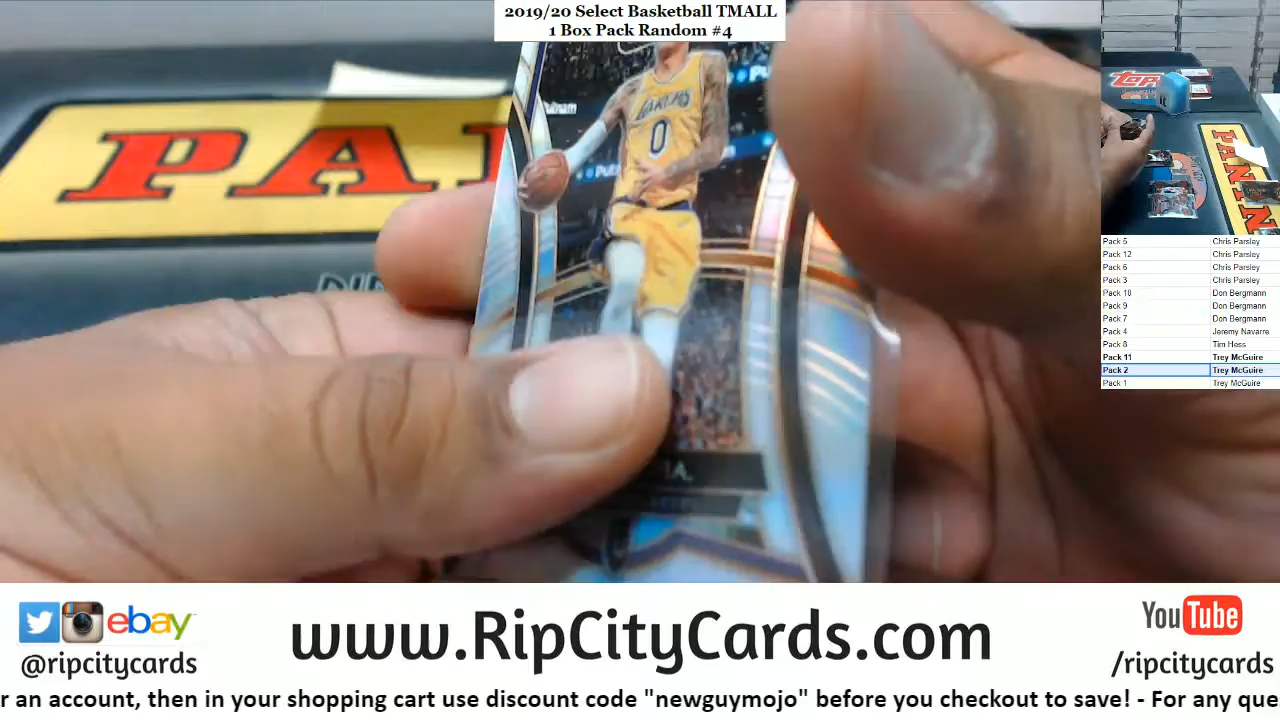 2019/20 Select Basketball TMALL
1 Box Pack Random #4
PA
LAKERS
0
Pack 5 Chris Parsley
Pack 12 Chris Parsley
Pack 6 Chris Parsley
Pack 3 Chris Parsley
Pack 10 Don Bergmann
Pack 9 Don Bergmann
Pack 7 Don Bergmann
Pack 4 Jeremy Navarre
Pack 8 Tim Hess
Pack 11 Trey McGuire
Pack 2 Trey McGuire
Pack 1 Trey McGuire
ebay
@ripcitycards
www.RipCityCards.com
YouTube
/ripcitycards
r an account, then in your shopping cart use discount code "newguymojo" before you checkout to save! - For any que